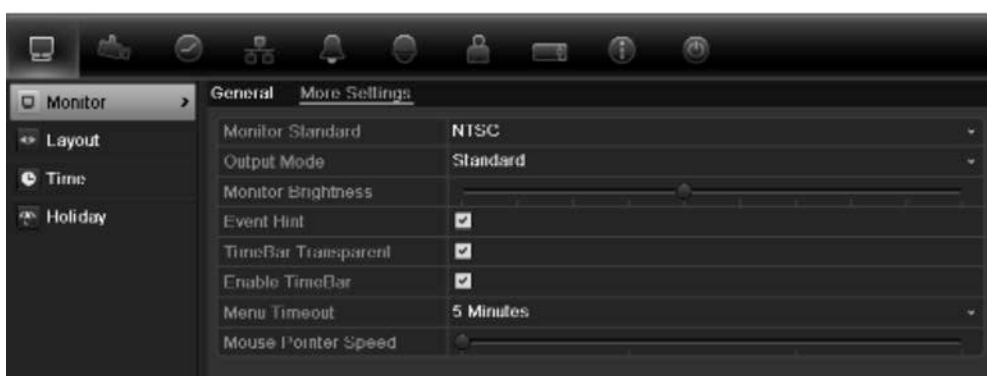 Monitor
Layout
Time
Holiday
General More Settings
Monitor Standard NTSC
Output Mode Standard
Monitor Brightness
Event Hint
TimeBar Transparent
Enable TimeBar
Menu Timeout 5 Minutes
Mouse Pointer Speed